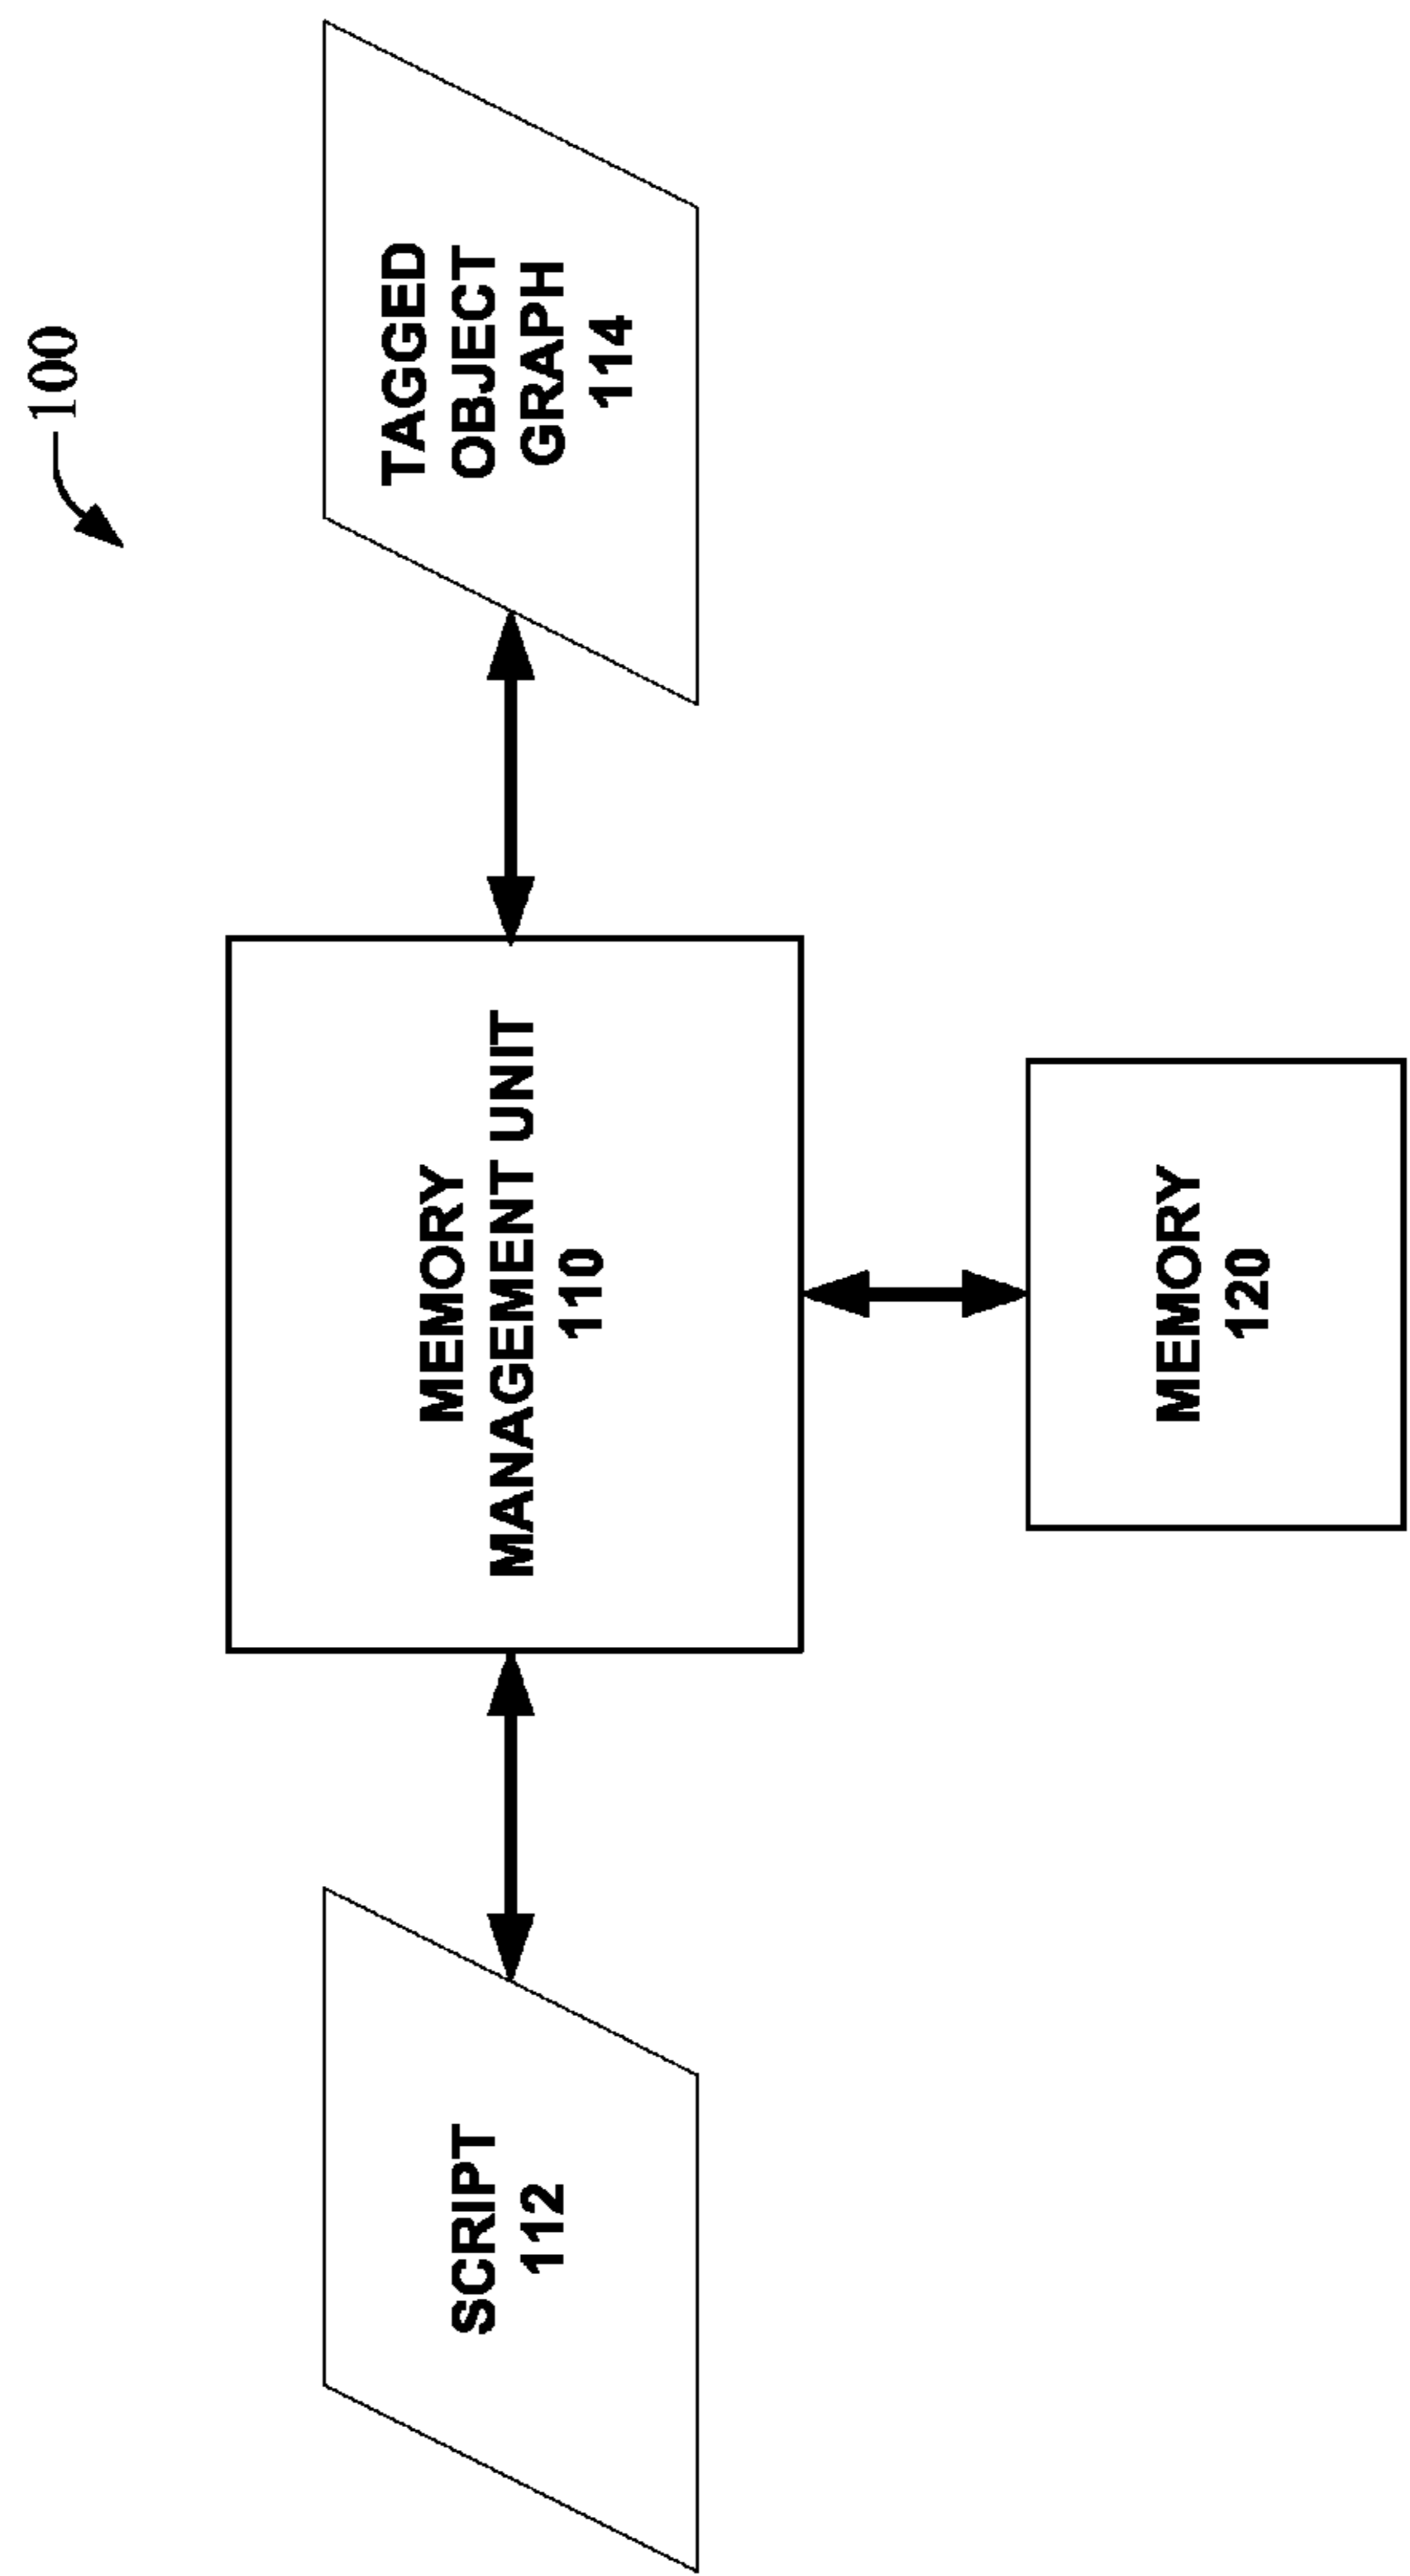 100
SCRIPT
112
MEMORY
MANAGEMENT UNIT
110
TAGGED
OBJECT
GRAPH
114
MEMORY
120